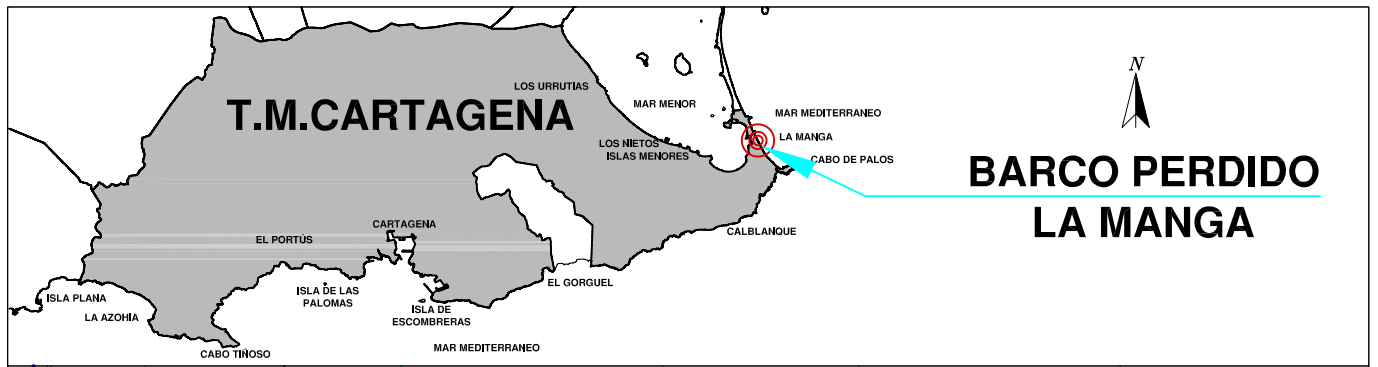 LOS URRUTIAS
T.M.CARTAGENA
MAR MENOR
MAR MEDITERRANEO
LA MANGA
LOS NIETOS
ISLAS MENORES
CABO DE PALOS
N
BARCO PERDIDO
LA MANGA
CARTAGENA
EL PORTÚS
CALBLANQUE
EL GORGUEL
ISLA PLANA
LA AZOHIA
ISLA DE LAS
PALOMAS
ISLA DE
ESCOMBRERAS
CABO TIÑOSO
MAR MEDITERRANEO